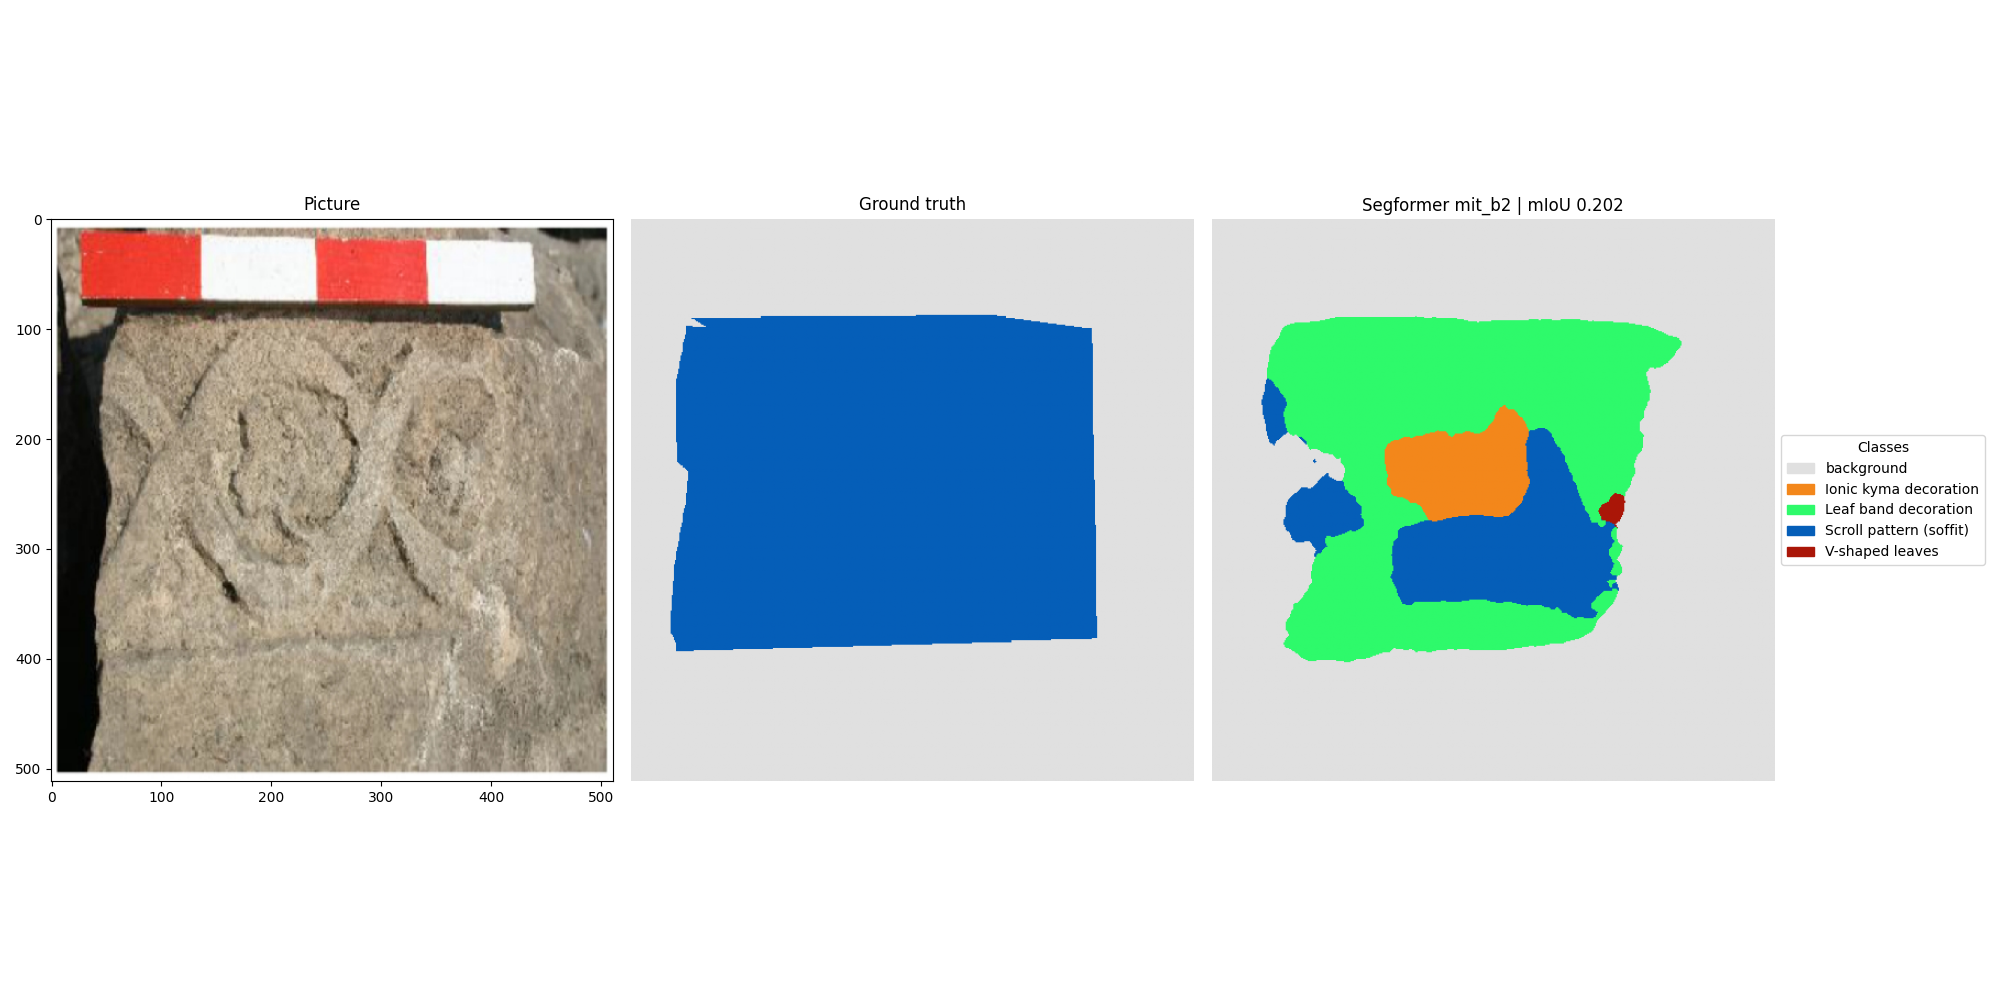 Picture
Ground truth
Segformer mit_b2 | mIoU 0.202
0
100
200
300
400
500
0
100
200
300
400
500
Classes
background
Ionic kyma decoration
Leaf band decoration
Scroll pattern (soffit)
V-shaped leaves